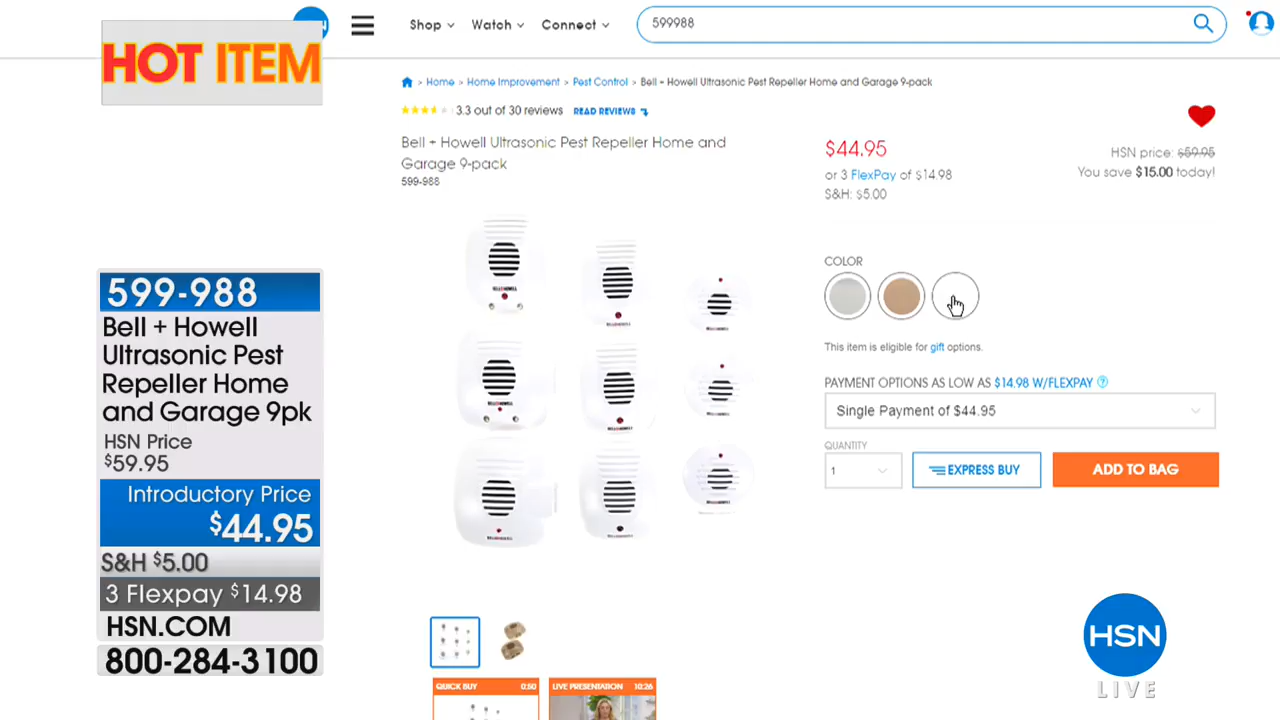 HOT ITEM
Shop
Watch
Connect
599988
Home > Home Improvement > Pest Control > Bell + Howell Ultrasonic Pest Repeller Home and Garage 9-pack
3.3 out of 30 reviews READ REVIEWS
Bell + Howell Ultrasonic Pest Repeller Home and
Garage 9-pack
599-988
$44.95
or 3 FlexPay of $14.98
S&H: $5.00
HSN price: $59.95
You save $15.00 today!
COLOR
This item is eligible for gift options.
PAYMENT OPTIONS AS LOW AS $14.98 W/FLEXPAY ?
Single Payment of $44.95
QUANTITY
1
EXPRESS BUY
ADD TO BAG
599-988
Bell + Howell
Ultrasonic Pest
Repeller Home
and Garage 9pk
HSN Price
$59.95
Introductory Price
$44.95
S&H $5.00
3 Flexpay $14.98
HSN.COM
800-284-3100
QUICK BUY 0:50
LIVE PRESENTATION 10:26
HSN
LIVE